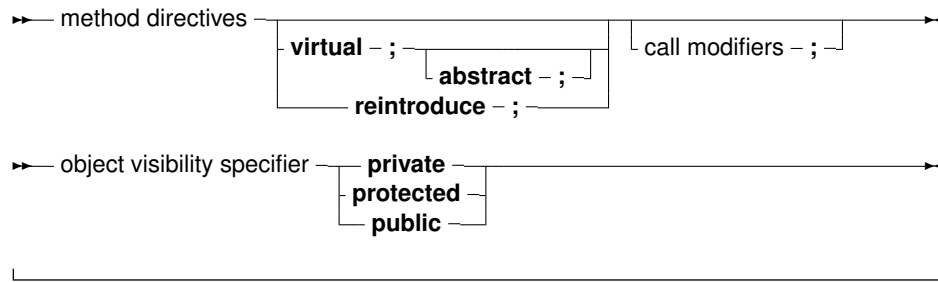 method directives
virtual ; call modifiers ;
abstract ;
reintroduce ;
object visibility specifier private
protected
public